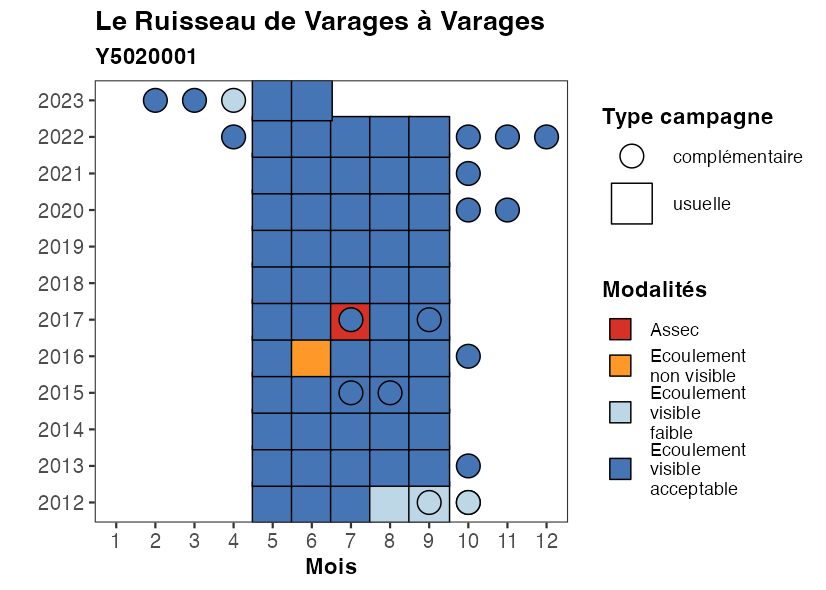 Le Ruisseau de Varages à Varages
Y5020001
2023
2022
2021
2020
2019
2018
2017
2016
2015
2014
2013
2012
1 2 3 4 5 6 7 8 9 10 11 12
Mois
Type campagne
complémentaire
usuelle
Modalités
Assec
Ecoulement
non visible
Ecoulement
visible
faible
Ecoulement
visible
acceptable